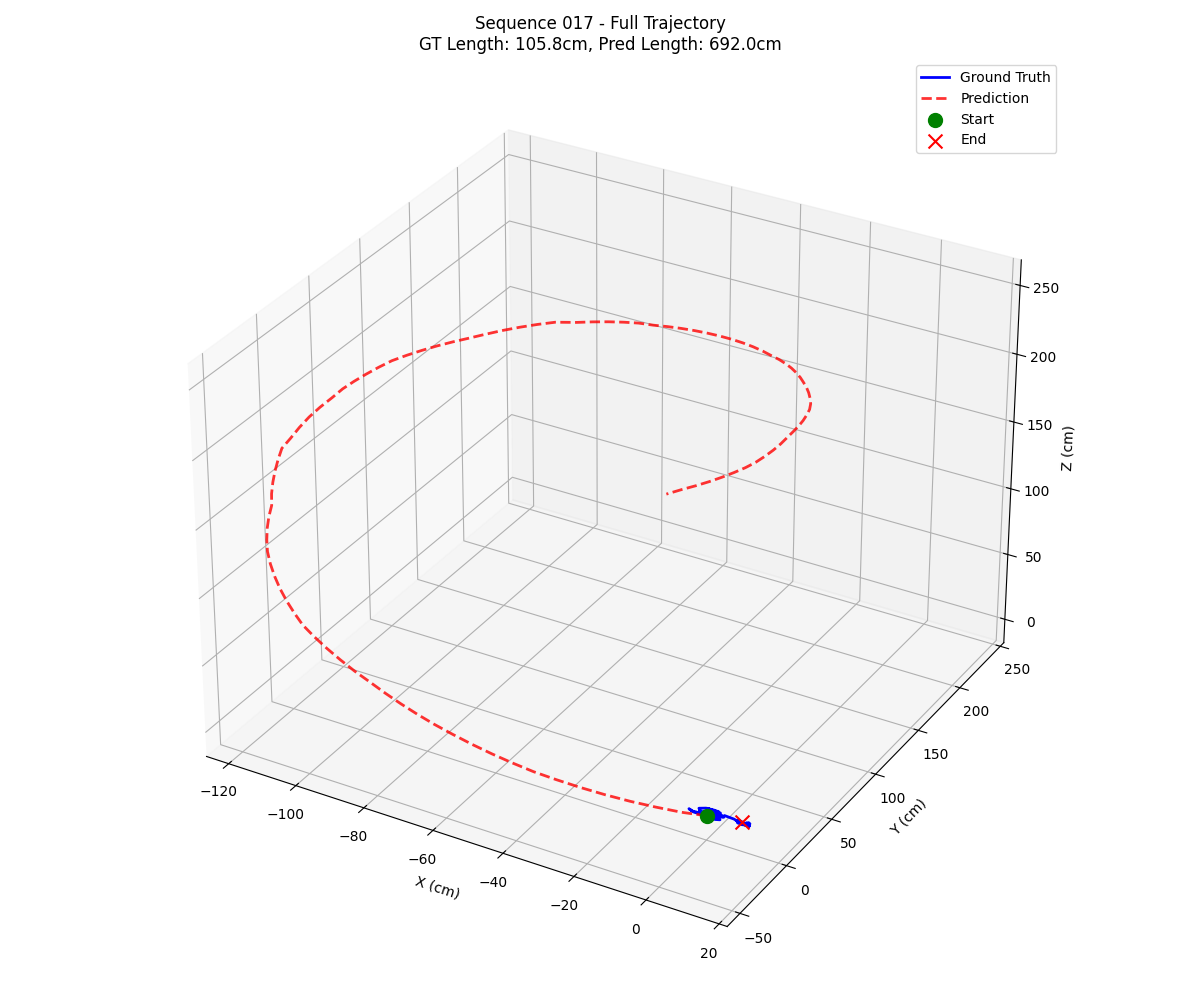 Sequence 017 - Full Trajectory
GT Length: 105.8cm, Pred Length: 692.0cm
Ground Truth
Prediction
Start
End
250
200
150
100
50
0
Z (cm)
250
200
150
100
50
0
−50
Y (cm)
−120
−100
−80
−60
−40
−20
0
20
X (cm)